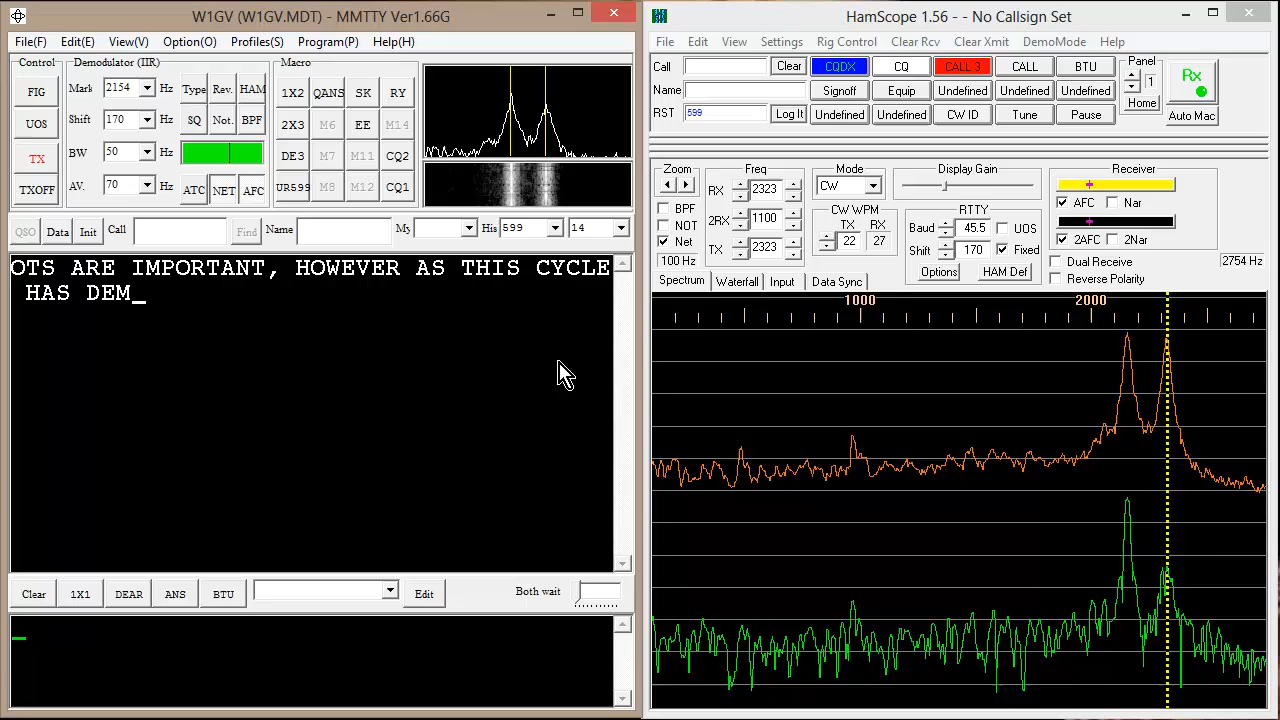 W1GV (W1GV.MDT) - MMTTY Ver1.66G
File(F) Edit(E) View(V) Option(O) Profiles(S) Program(P) Help(H)
Control
FIG
UOS
TX
TXOFF
Demodulator (IIR)
Mark 2154 Hz
Shift 170 Hz
BW 50 Hz
AV. 70 Hz
Type Rev. HAM
SQ Not. BPF
ATC NET AFC
Macro
1X2 QANS SK RY
2X3 M6 EE M14
DE3 M7 M11 CQ2
UR599 M8 M12 CQ1
QSO Data Init Call Find Name My His 599 14
OTS ARE IMPORTANT, HOWEVER AS THIS CYCLE
HAS DEM_
Clear 1X1 DEAR ANS BTU Edit Both wait
HamScope 1.56 - - No Callsign Set
File Edit View Settings Rig Control Clear Rcv Clear Xmit DemoMode Help
Call Clear CQDX CQ CALL 3 CALL BTU
Name Signoff Equip Undefined Undefined Undefined
RST 599 Log It Undefined Undefined CW ID Tune Pause
Panel
1
Home
Rx
Auto Mac
Zoom
BPF
NOT
Net
100 Hz
Freq
RX 2323
2RX 1100
TX 2323
Mode
CW
CW WPM
TX RX
22 27
Display Gain
RTTY
Baud 45.5 UOS
Shift 170 Fixed
Options HAM Def
Receiver
AFC Nar
2AFC 2Nar
Dual Receive
Reverse Polarity
2754 Hz
Spectrum Waterfall Input Data Sync
1000 2000